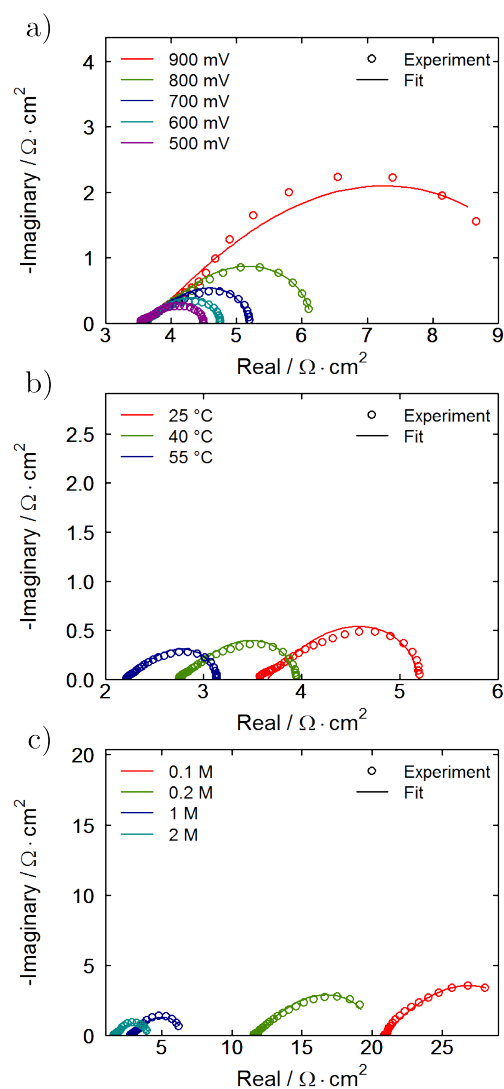 a)
900 mV
800 mV
700 mV
600 mV
500 mV
Experiment
Fit
4
3
2
1
0
-Imaginary / Ω · cm²
3 4 5 6 7 8 9
Real / Ω · cm²
b)
25 °C
40 °C
55 °C
Experiment
Fit
2.5
2.0
1.5
1.0
0.5
0.0
-Imaginary / Ω · cm²
2 3 4 5 6
Real / Ω · cm²
c)
0.1 M
0.2 M
1 M
2 M
Experiment
Fit
20
15
10
5
0
-Imaginary / Ω · cm²
5 10 15 20 25
Real / Ω · cm²